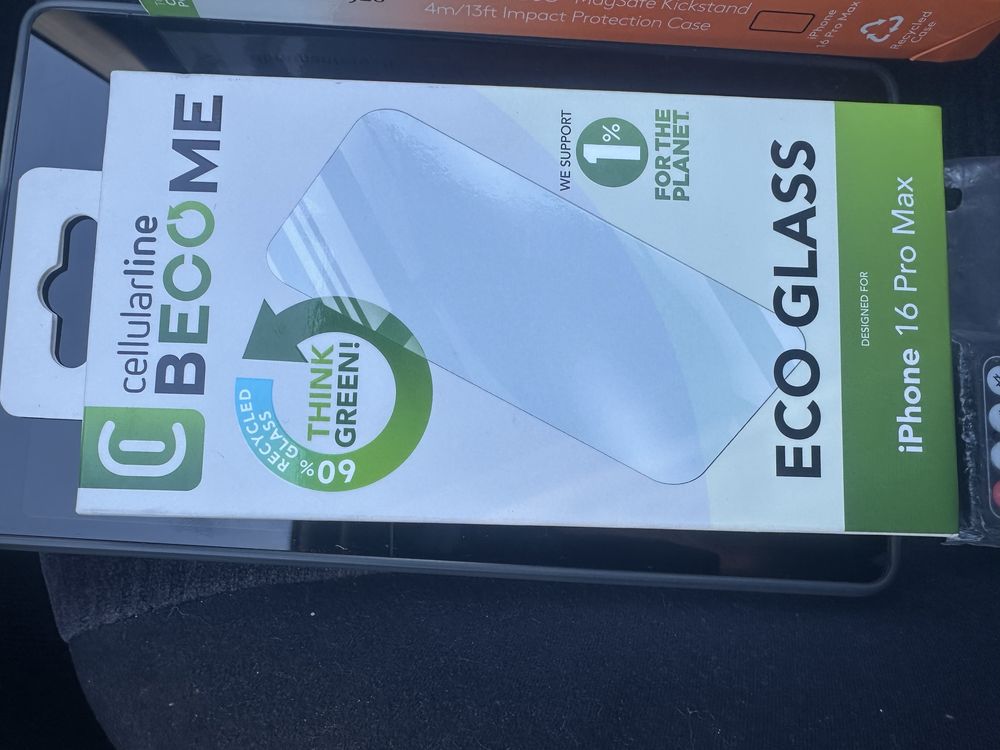 MagSafe Kickstand
4m/13ft Impact Protection Case
iPhone
16 Pro Max
Recycled
Case
cellularline
BECOME
THINK
GREEN!
60% RECYCLED
GLASS
WE SUPPORT
1%
FOR THE
PLANET.
ECO GLASS
DESIGNED FOR
iPhone 16 Pro Max